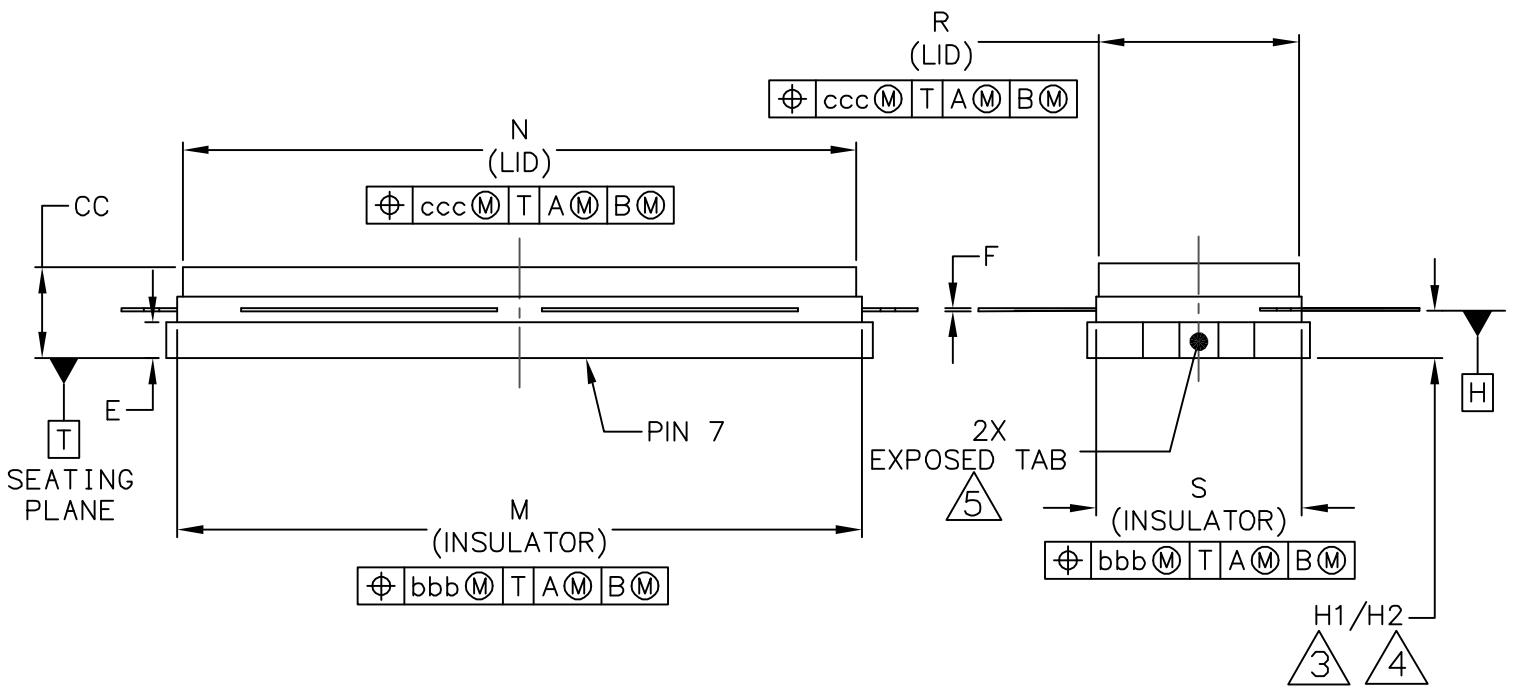 R
(LID)
⌖ ccc Ⓜ T A Ⓜ B Ⓜ
N
(LID)
⌖ ccc Ⓜ T A Ⓜ B Ⓜ
CC
F
E
T
SEATING
PLANE
PIN 7
H
2X
EXPOSED TAB
5
M
(INSULATOR)
⌖ bbb Ⓜ T A Ⓜ B Ⓜ
S
(INSULATOR)
⌖ bbb Ⓜ T A Ⓜ B Ⓜ
H1/H2
3 4